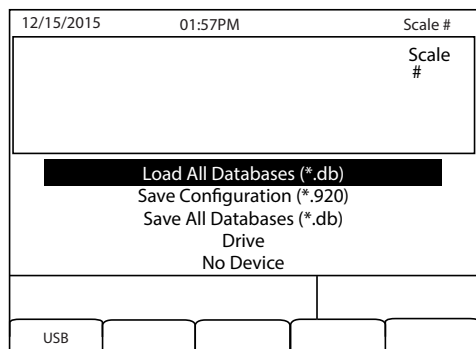 12/15/2015 01:57PM Scale #
Scale
#
Load All Databases (*.db)
Save Configuration (*.920)
Save All Databases (*.db)
Drive
No Device
USB